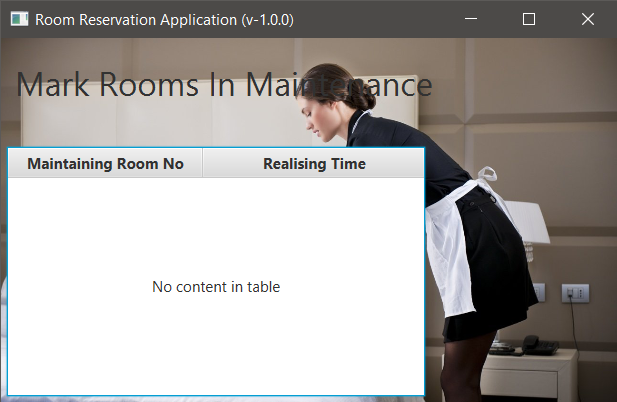 Room Reservation Application (v-1.0.0)
Mark Rooms In Maintenance
Maintaining Room No Realising Time
No content in table